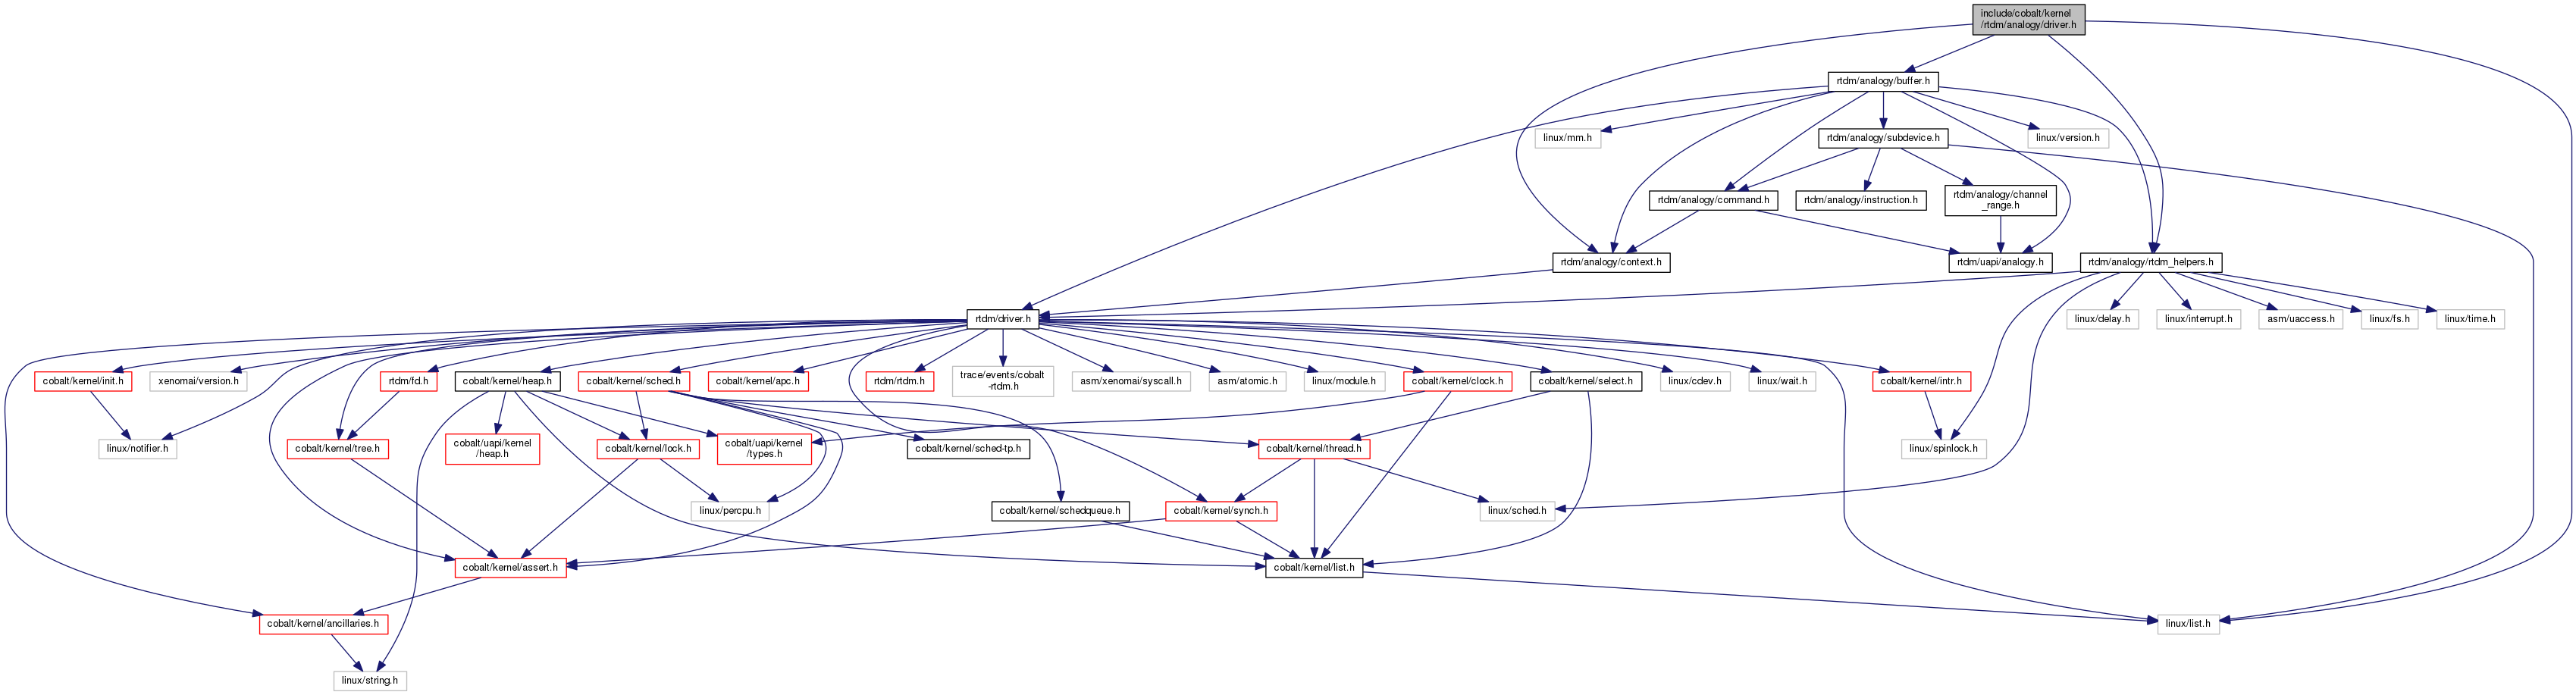 include/cobalt/kernel
/rtdm/analogy/driver.h
rtdm/analogy/buffer.h
linux/mm.h
rtdm/analogy/subdevice.h
linux/version.h
rtdm/analogy/command.h
rtdm/analogy/instruction.h
rtdm/analogy/channel
_range.h
rtdm/analogy/context.h
rtdm/uapi/analogy.h
rtdm/analogy/rtdm_helpers.h
rtdm/driver.h
linux/delay.h
linux/interrupt.h
asm/uaccess.h
linux/fs.h
linux/time.h
cobalt/kernel/init.h
xenomai/version.h
rtdm/fd.h
cobalt/kernel/heap.h
cobalt/kernel/sched.h
cobalt/kernel/apc.h
rtdm/rtdm.h
trace/events/cobalt
-rtdm.h
asm/xenomai/syscall.h
asm/atomic.h
linux/module.h
cobalt/kernel/clock.h
cobalt/kernel/select.h
linux/cdev.h
linux/wait.h
cobalt/kernel/intr.h
linux/notifier.h
cobalt/kernel/tree.h
cobalt/uapi/kernel
/heap.h
cobalt/kernel/lock.h
cobalt/uapi/kernel
/types.h
cobalt/kernel/sched-tp.h
cobalt/kernel/thread.h
linux/spinlock.h
linux/percpu.h
cobalt/kernel/schedqueue.h
cobalt/kernel/synch.h
linux/sched.h
cobalt/kernel/assert.h
cobalt/kernel/list.h
cobalt/kernel/ancillaries.h
linux/list.h
linux/string.h